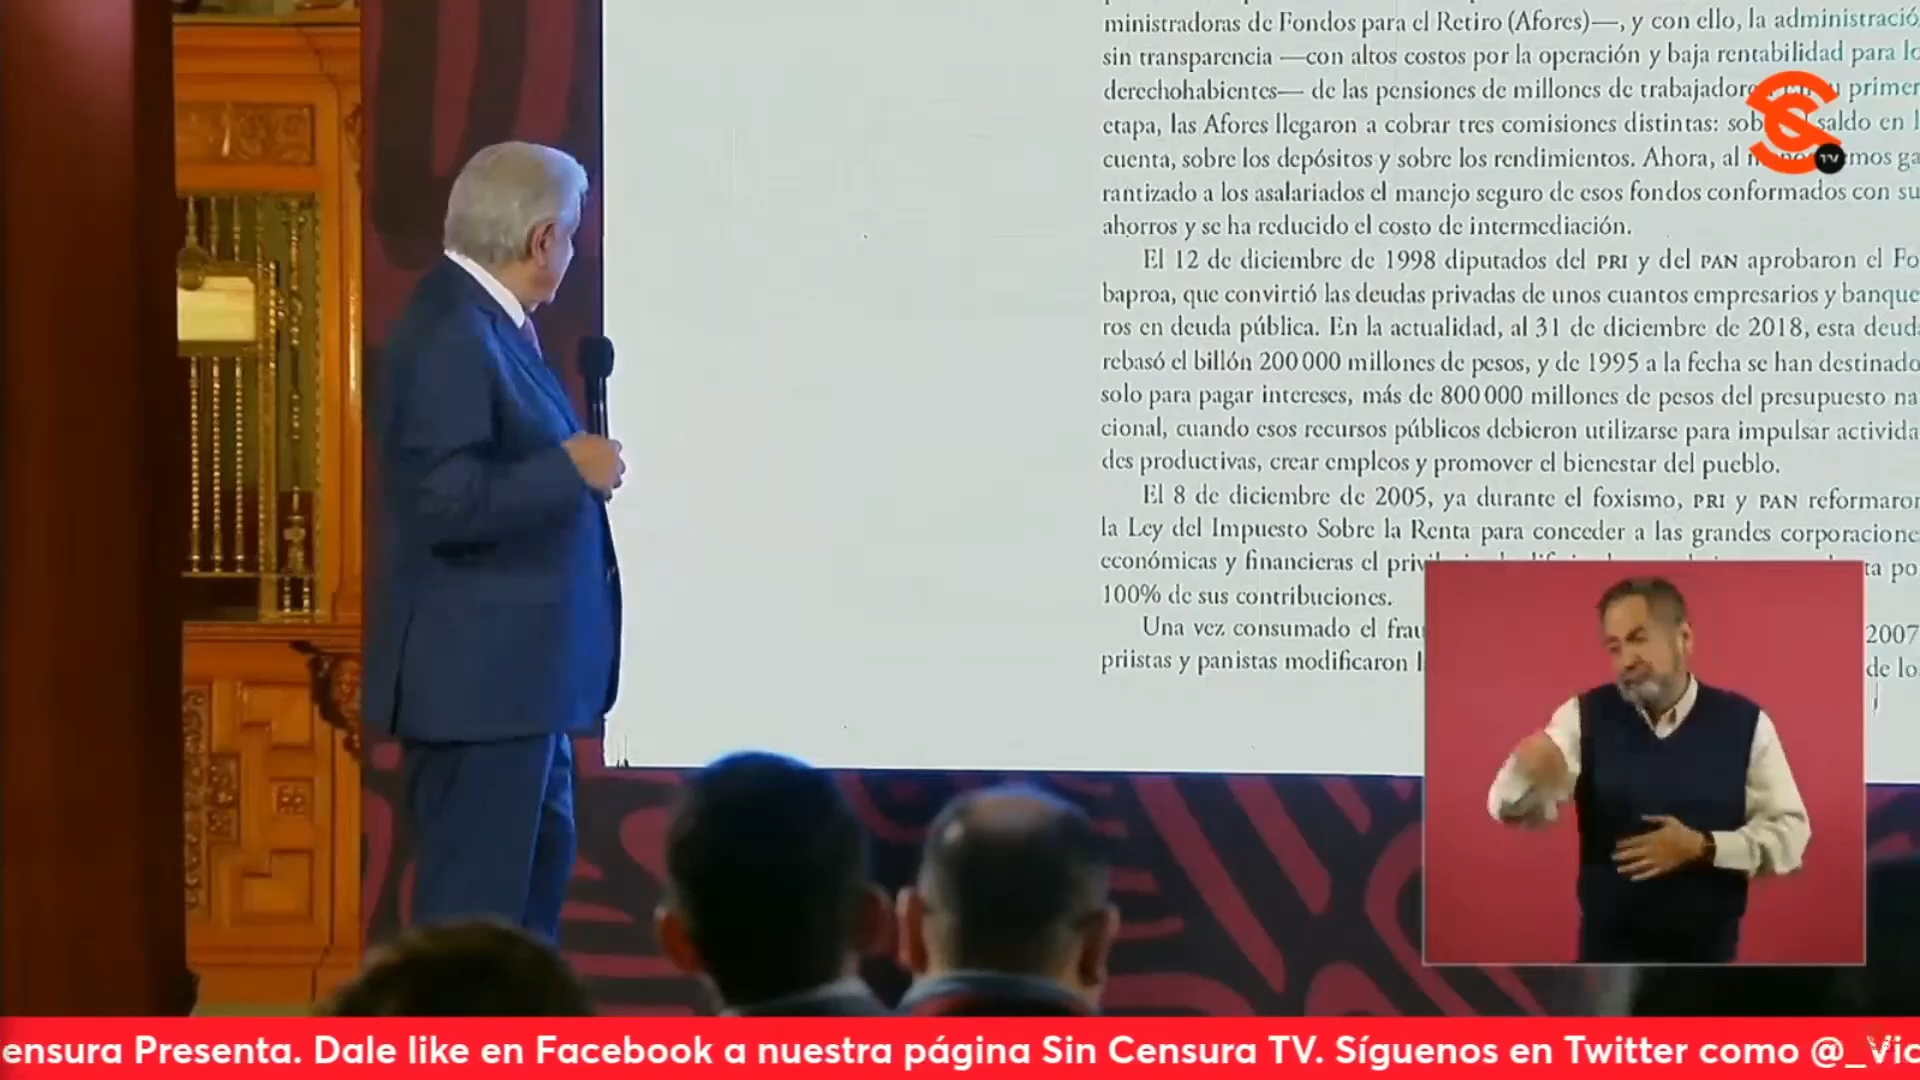 ministradoras de Fondos para el Retiro (Afores)—, y con ello, la administració
sin transparencia —con altos costos por la operación y baja rentabilidad para lo
derechohabientes— de las pensiones de millones de trabajadore primer
etapa, las Afores llegaron a cobrar tres comisiones distintas: sob saldo en l
cuenta, sobre los depósitos y sobre los rendimientos. Ahora, al mos ga
rantizado a los asalariados el manejo seguro de esos fondos conformados con su
ahorros y se ha reducido el costo de intermediación.
El 12 de diciembre de 1998 diputados del PRI y del PAN aprobaron el Fo
baproa, que convirtió las deudas privadas de unos cuantos empresarios y banque
ros en deuda pública. En la actualidad, al 31 de diciembre de 2018, esta deud
rebasó el billón 200 000 millones de pesos, y de 1995 a la fecha se han destinado
solo para pagar intereses, más de 800 000 millones de pesos del presupuesto na
cional, cuando esos recursos públicos debieron utilizarse para impulsar activida
des productivas, crear empleos y promover el bienestar del pueblo.
El 8 de diciembre de 2005, ya durante el foxismo, PRI y PAN reformaron
la Ley del Impuesto Sobre la Renta para conceder a las grandes corporacione
económicas y financieras el priv ta po
100% de sus contribuciones.
Una vez consumado el frau 2007
priistas y panistas modificaron l de lo
TV
ensura Presenta. Dale like en Facebook a nuestra página Sin Censura TV. Síguenos en Twitter como @_Vic